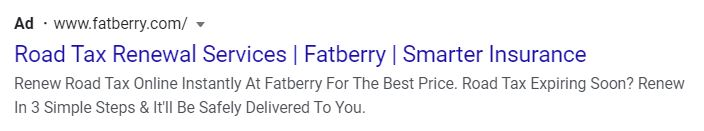 Ad · www.fatberry.com/
Road Tax Renewal Services | Fatberry | Smarter Insurance
Renew Road Tax Online Instantly At Fatberry For The Best Price. Road Tax Expiring Soon? Renew
In 3 Simple Steps & It'll Be Safely Delivered To You.